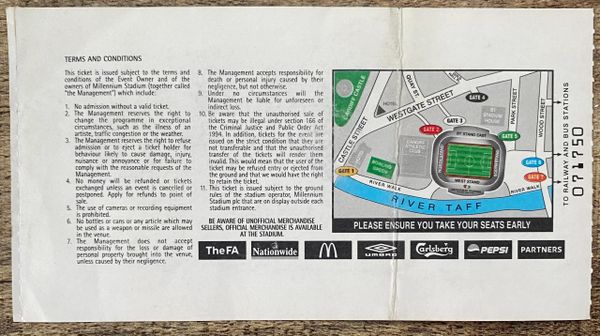 TERMS AND CONDITIONS
This ticket is issued subject to the terms and
conditions of the Event Owner and of the
owners of Millennium Stadium (together called
"the Management") which include:
1. No admission without a valid ticket.
2. The Management reserves the right to
change the programme in exceptional
circumstances, such as the illness of an
artiste, traffic congestion or the weather.
3. The Management reserves the right to refuse
admission or to eject a ticket holder for
behaviour likely to cause damage, injury,
nuisance or annoyance or for failure to
comply with the reasonable requests of the
Management.
4. No money will be refunded or tickets
exchanged unless an event is cancelled or
postponed. Apply for refunds to point of
sale.
5. The use of cameras or recording equipment
is prohibited.
6. No bottles or cans or any article which may be
used as a weapon or missile are allowed
in the venue.
7. The Management does not accept
responsibility for the loss or damage of
personal property brought into the venue,
unless caused by their negligence.
8. The Management accepts responsibility for
death or personal injury caused by their
negligence, but not otherwise.
9. Under no circumstances will the
Management be liable for unforeseen or
indirect loss.
10. Be aware that the unauthorised sale of
tickets may be illegal under section 166 of
the Criminal Justice and Public Order Act
1994. In addition, tickets for the event are
issued on the strict condition that they are
not transferable and that the unauthorised
transfer of the tickets will render them
invalid. This would mean that the user of the
ticket may be refused entry or ejected from
the ground and that we would have the right
to retain the ticket.
11. This ticket is issued subject to the ground
rules of the stadium operator, Millennium
Stadium plc that are on display outside each
stadium entrance.
BE AWARE OF UNOFFICIAL MERCHANDISE
SELLERS, OFFICIAL MERCHANDISE IS AVAILABLE
AT THE STADIUM.
CARDIFF CASTLE
HOTEL
QUAY ST.
WESTGATE STREET
CASTLE STREET
GATE 4
GATE 3
GATE 2
GATE 5
GATE 1
GATE 6
GATE 7
PARK STREET
WOOD STREET
BT STADIUM HOUSE
CARDIFF ATHLETIC CLUB
BOWLING GREEN
BT STAND EAST
WEST STAND
RIVER WALK
RIVER WALK
RIVER TAFF
PLEASE ENSURE YOU TAKE YOUR SEATS EARLY
TO RAILWAY AND BUS STATIONS
071750
TheFA
Nationwide
M
UMBRO
Carlsberg
PEPSI
PARTNERS